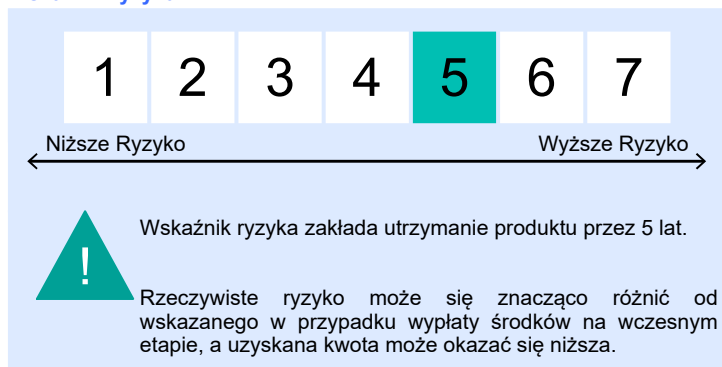 1 2 3 4 5 6 7
Niższe Ryzyko Wyższe Ryzyko
!
Wskaźnik ryzyka zakłada utrzymanie produktu przez 5 lat.
Rzeczywiste ryzyko może się znacząco różnić od
wskazanego w przypadku wypłaty środków na wczesnym
etapie, a uzyskana kwota może okazać się niższa.